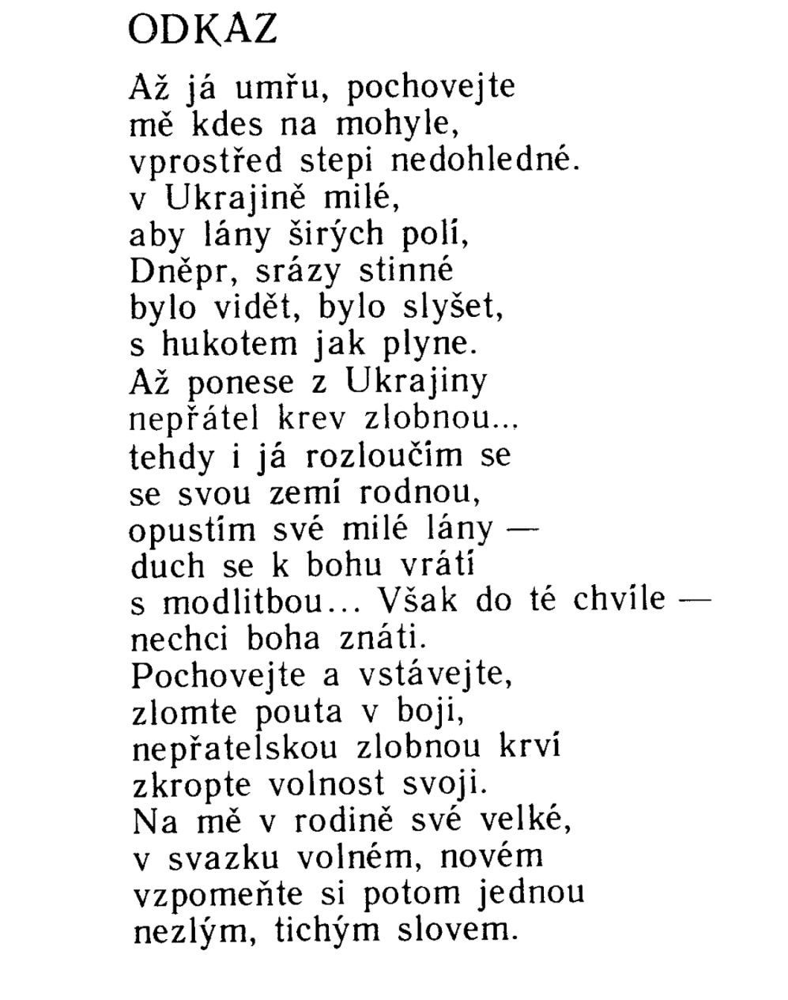 ODKAZ
Až já umřu, pochovejte
mě kdes na mohyle,
vprostřed stepi nedohledné.
v Ukrajině milé,
aby lány širých polí,
Dněpr, srázy stinné
bylo vidět, bylo slyšet,
s hukotem jak plyne.
Až ponese z Ukrajiny
nepřátel krev zlobnou...
tehdy i já rozloučím se
se svou zemí rodnou,
opustím své milé lány —
duch se k bohu vrátí
s modlitbou... Však do té chvíle —
nechci boha znáti.
Pochovejte a vstávejte,
zlomte pouta v boji,
nepřatelskou zlobnou krví
zkropte volnost svoji.
Na mě v rodině své velké,
v svazku volném, novém
vzpomeňte si potom jednou
nezlým, tichým slovem.